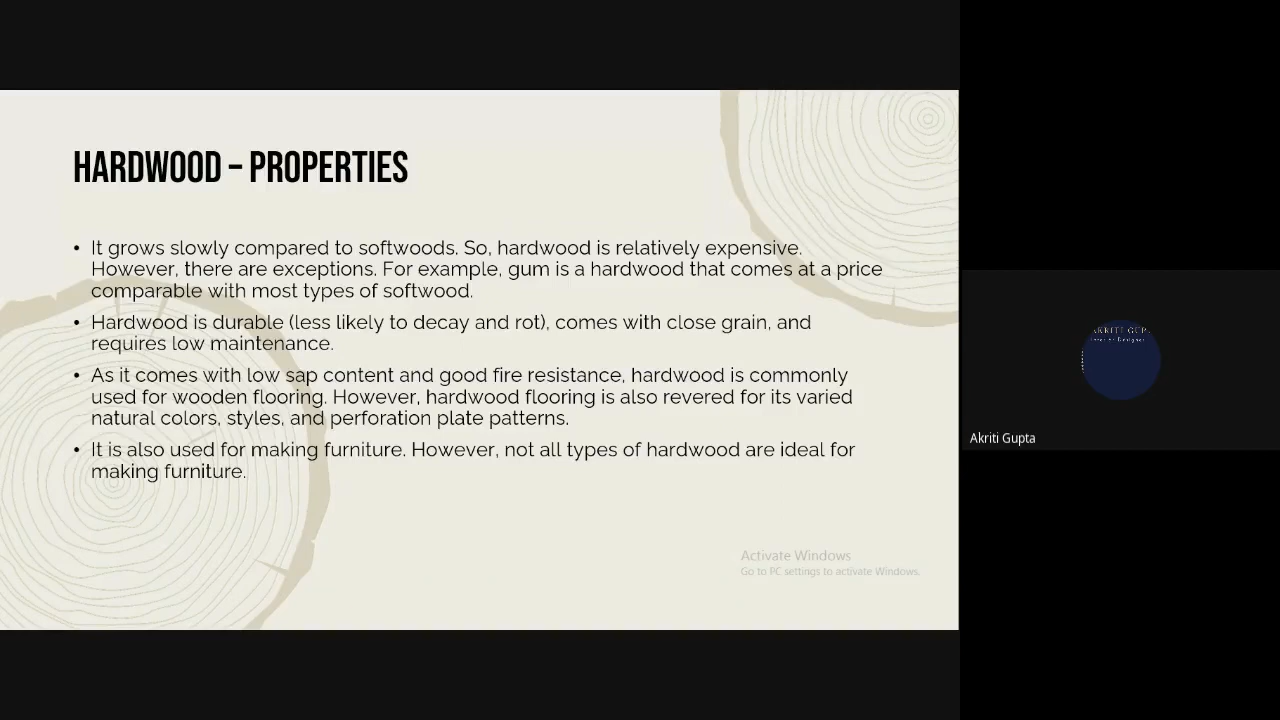 HARDWOOD – PROPERTIES
• It grows slowly compared to softwoods. So, hardwood is relatively expensive.
However, there are exceptions. For example, gum is a hardwood that comes at a price
comparable with most types of softwood.
• Hardwood is durable (less likely to decay and rot), comes with close grain, and
requires low maintenance.
• As it comes with low sap content and good fire resistance, hardwood is commonly
used for wooden flooring. However, hardwood flooring is also revered for its varied
natural colors, styles, and perforation plate patterns.
• It is also used for making furniture. However, not all types of hardwood are ideal for
making furniture.
Activate Windows
Go to PC settings to activate Windows.
AKRITI GUP
Interior Designer
Akriti Gupta